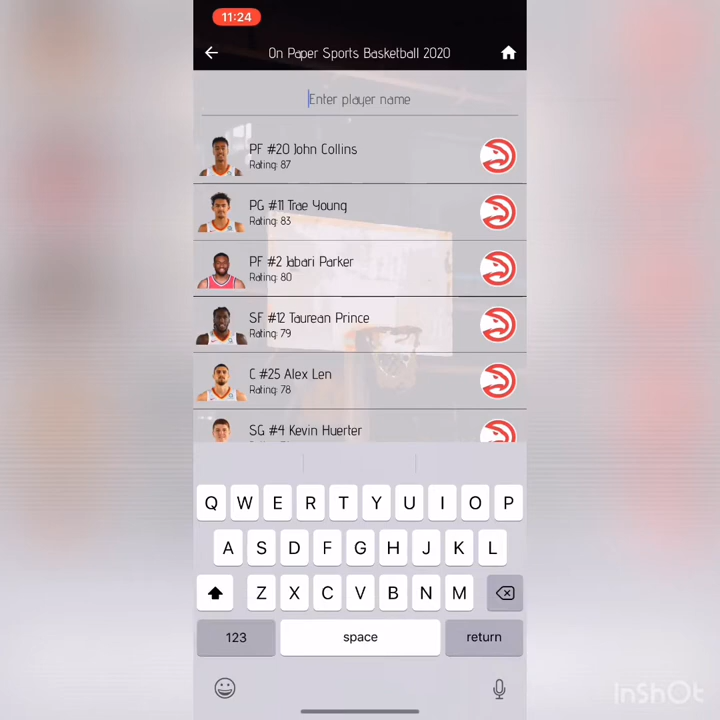 11:24
On Paper Sports Basketball 2020
Enter player name
PF #20 John Collins
Rating: 87
PG #11 Trae Young
Rating: 83
PF #2 Jabari Parker
Rating: 80
SF #12 Taurean Prince
Rating: 79
C #25 Alex Len
Rating: 78
SG #4 Kevin Huerter
Q W E R T Y U I O P
A S D F G H J K L
Z X C V B N M
123 space return
InShOt